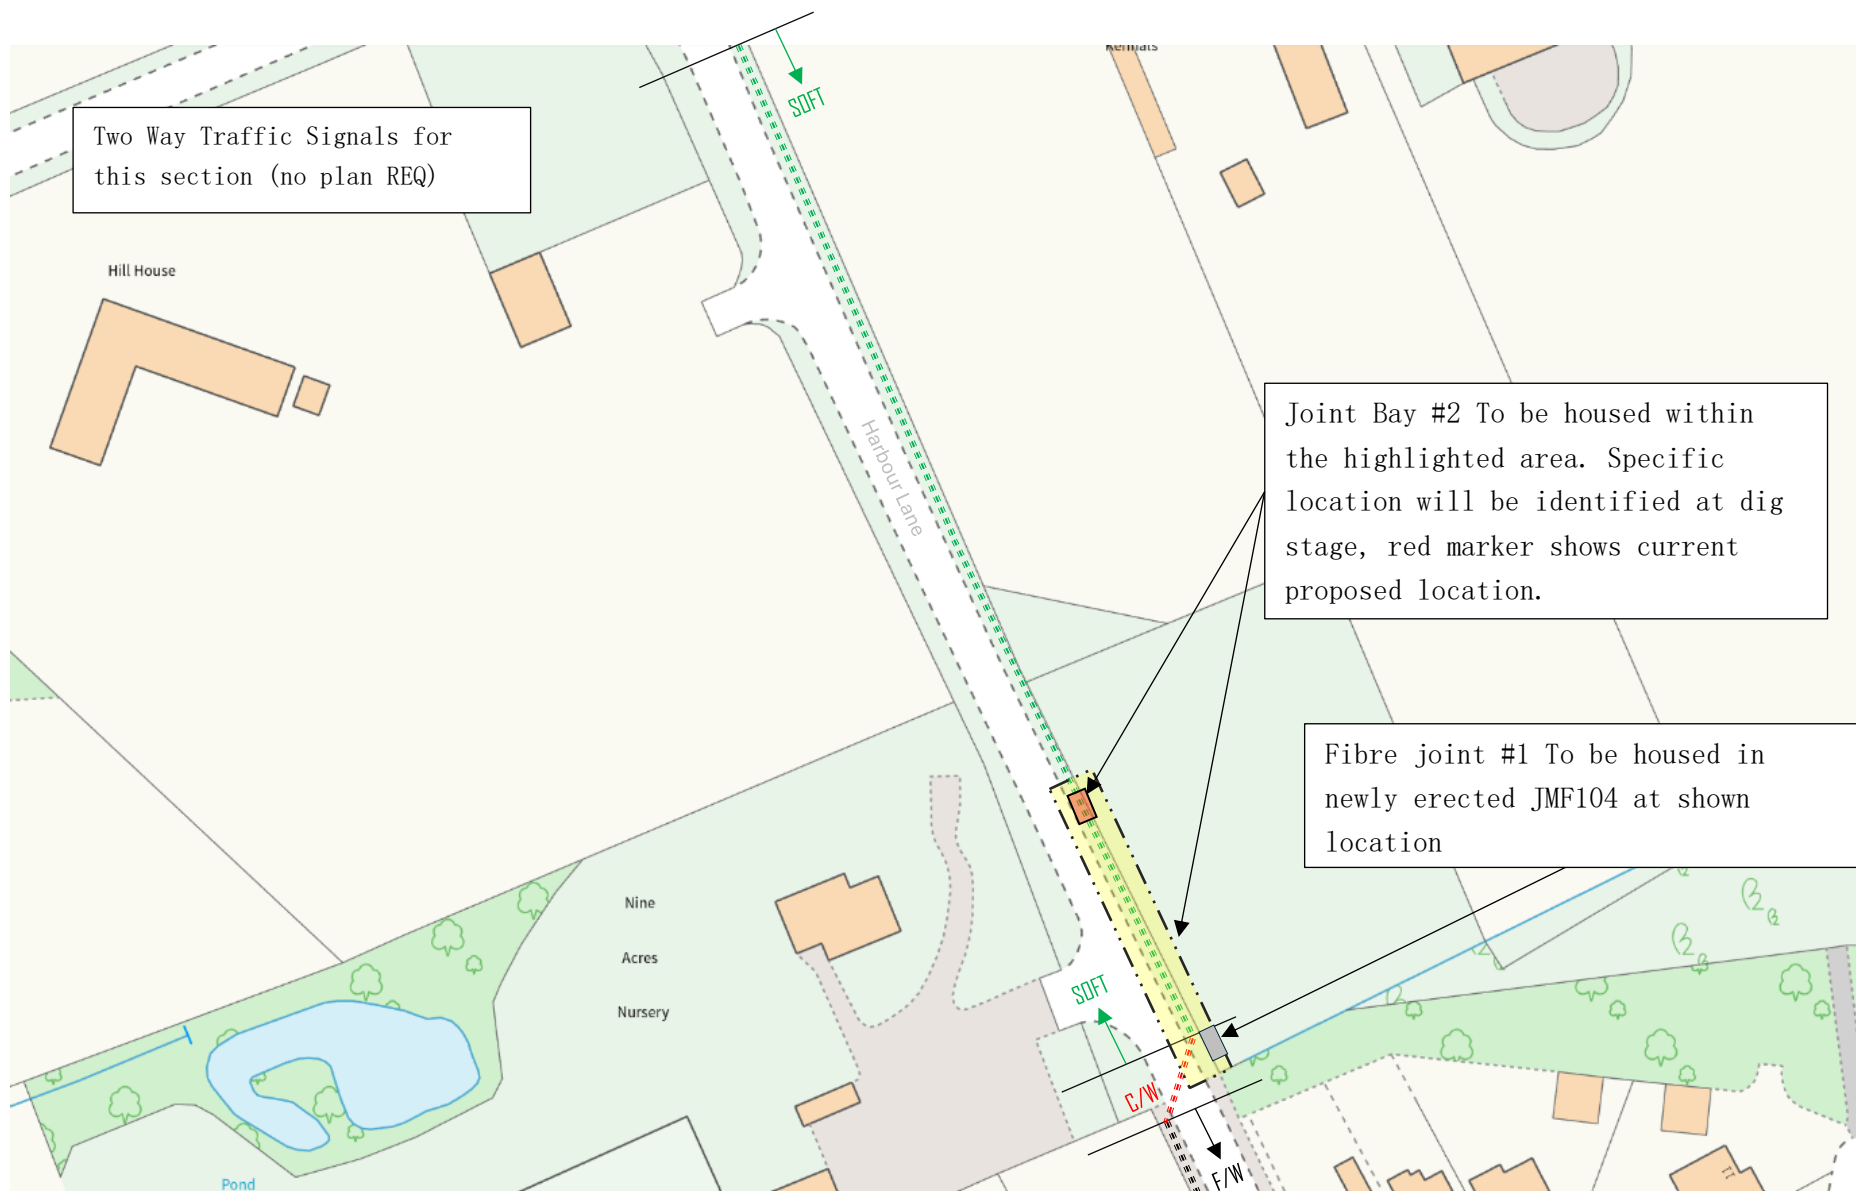 Kermals
SOFT
Two Way Traffic Signals for
this section (no plan REQ)
Hill House
Harbour Lane
Joint Bay #2 To be housed within
the highlighted area. Specific
location will be identified at dig
stage, red marker shows current
proposed location.
Fibre joint #1 To be housed in
newly erected JMF104 at shown
location
Nine
Acres
Nursery
SOFT
C/W
F/W
Pond
11